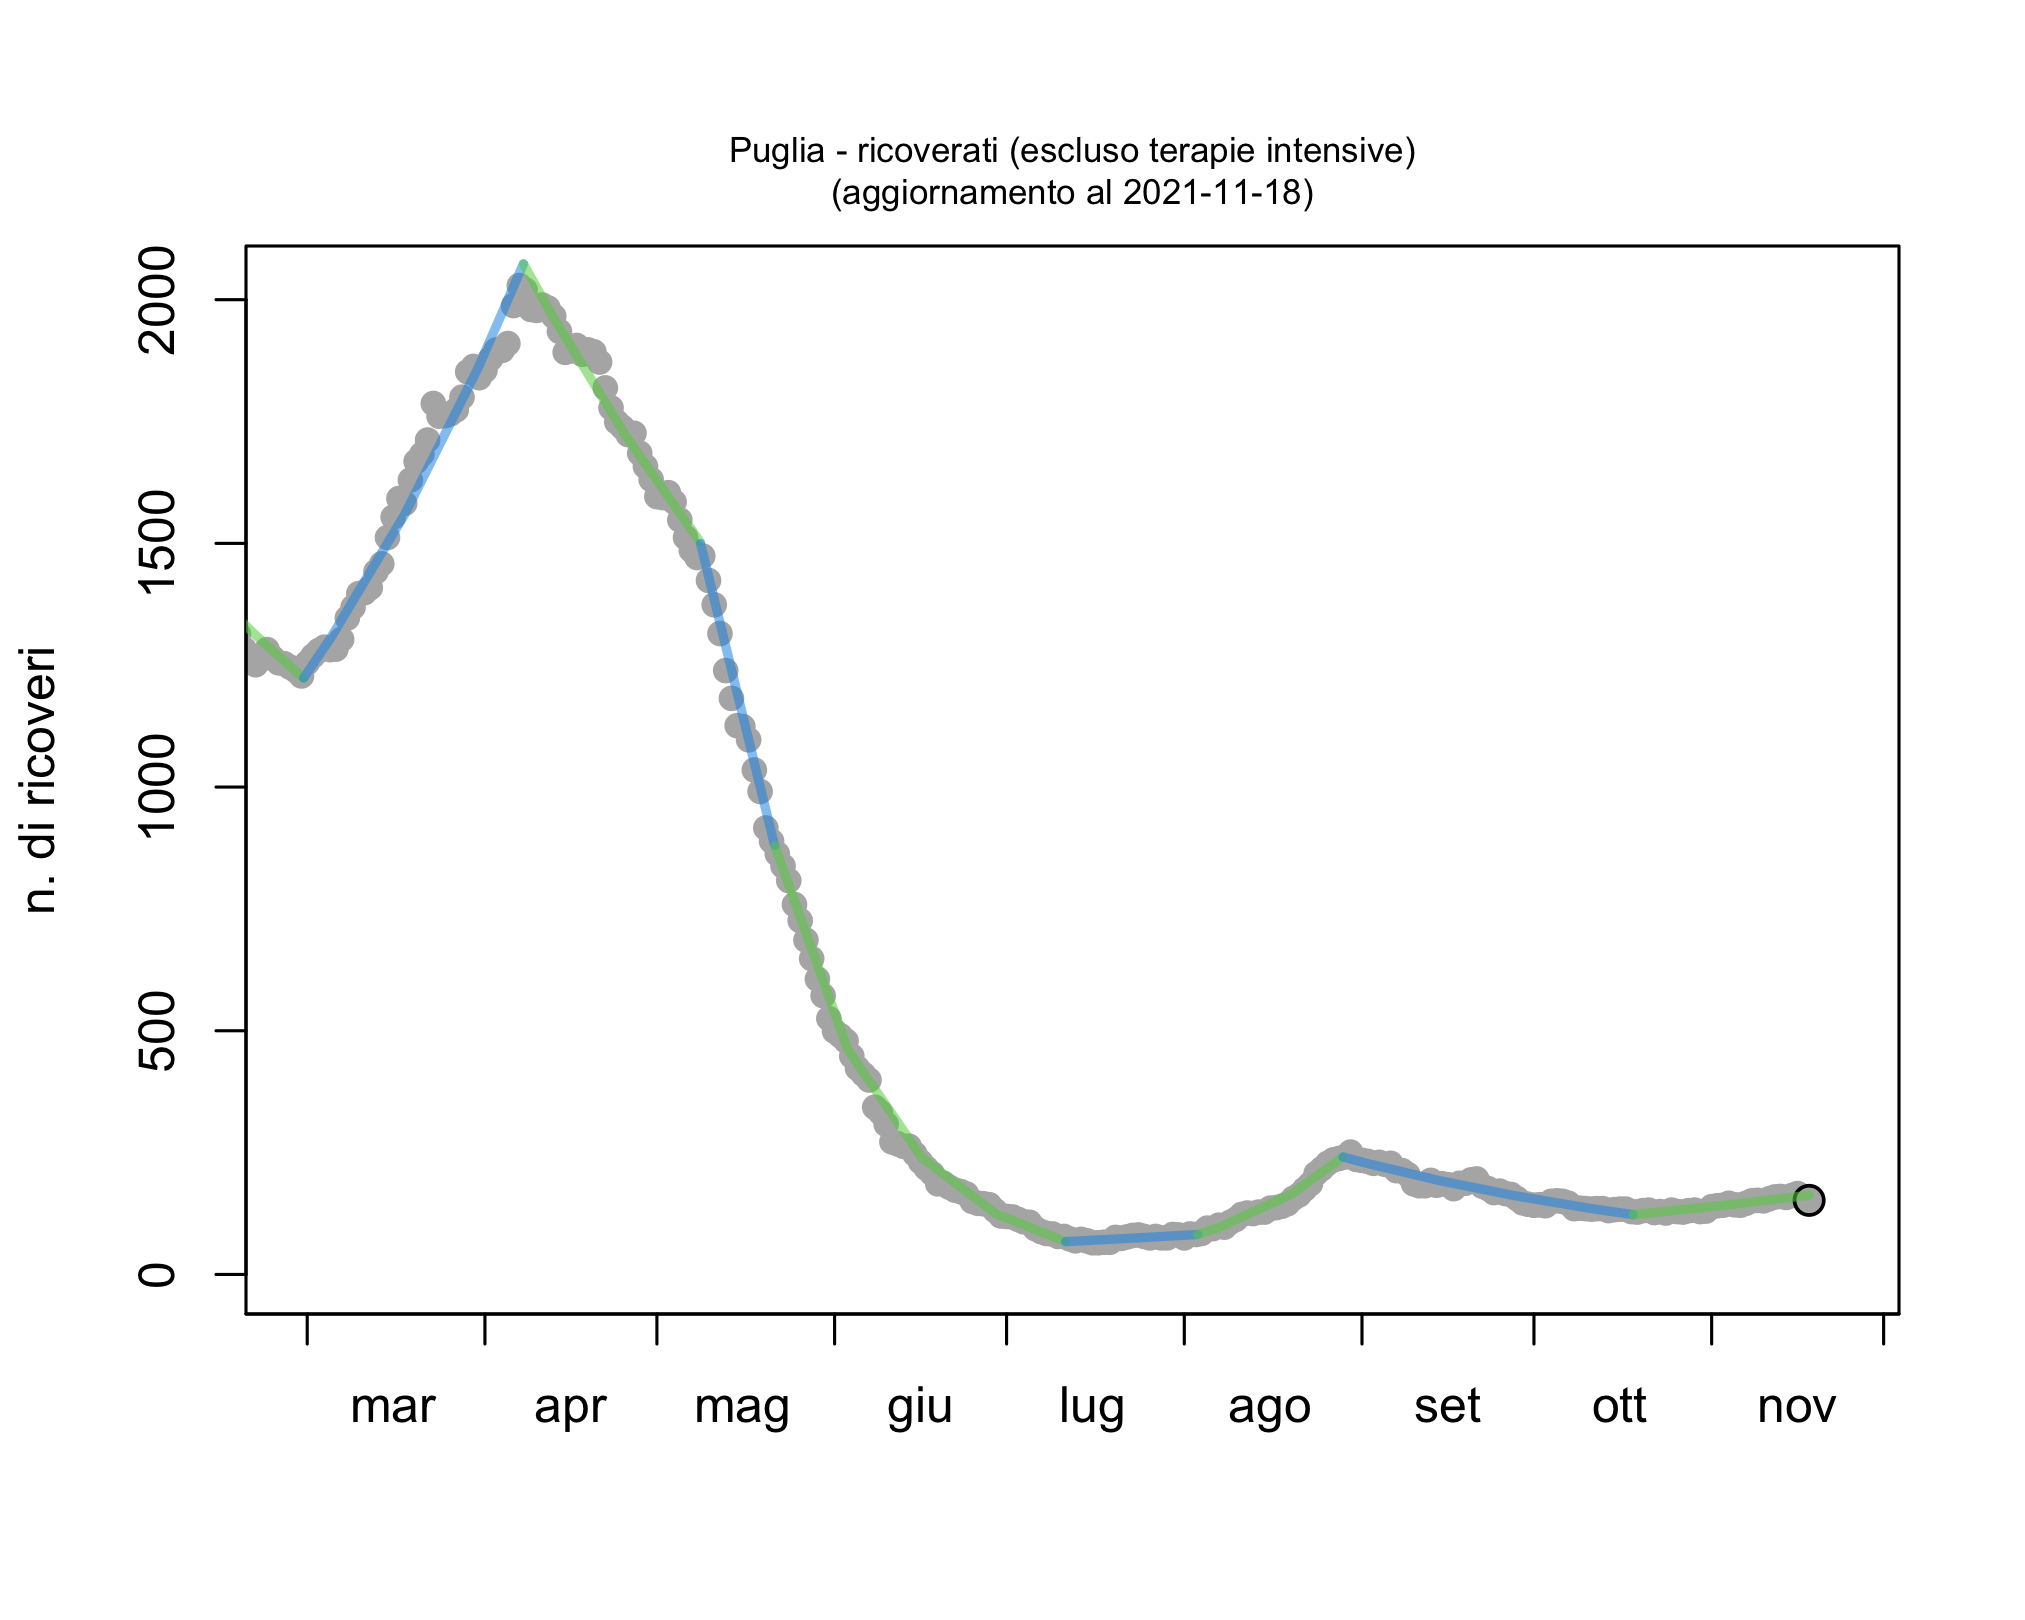 Puglia - ricoverati (escluso terapie intensive)
(aggiornamento al 2021-11-18)
n. di ricoveri
2000
1500
1000
500
0
mar apr mag giu lug ago set ott nov